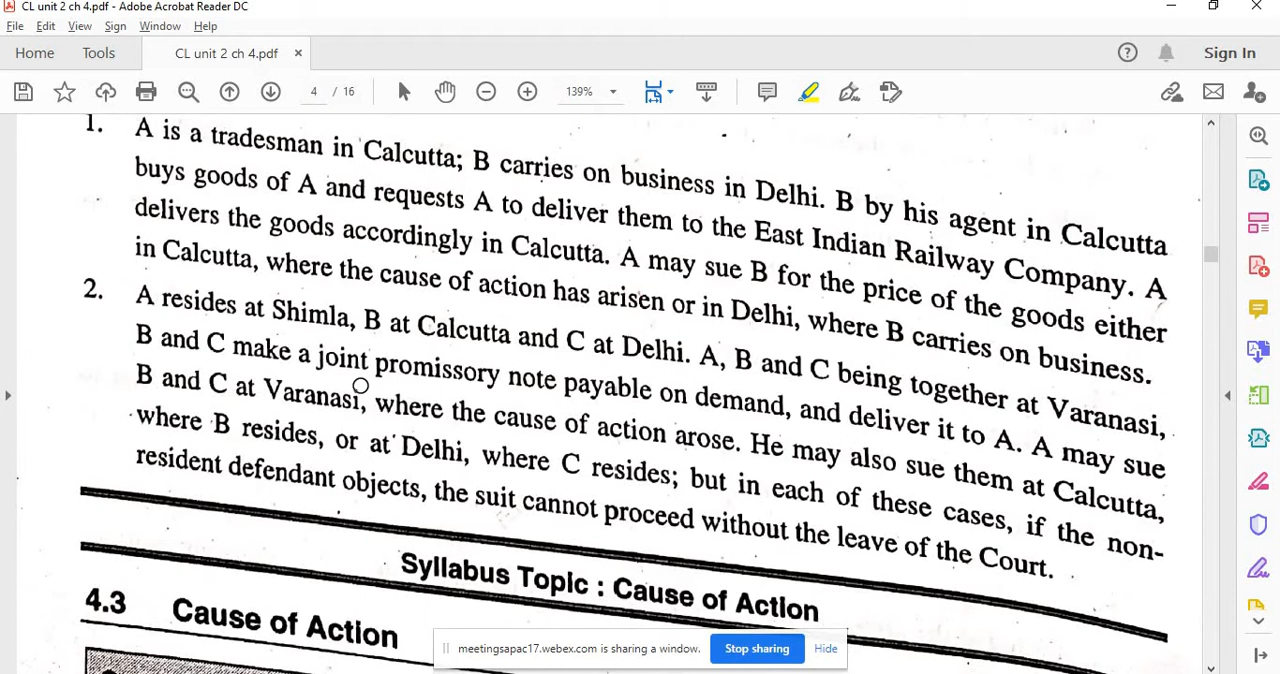 CL unit 2 ch 4.pdf - Adobe Acrobat Reader DC
File Edit View Sign Window Help
Home Tools CL unit 2 ch 4.pdf × Sign In
4 / 16 139%
1. A is a tradesman in Calcutta; B carries on business in Delhi. B by his agent in Calcutta
buys goods of A and requests A to deliver them to the East Indian Railway Company. A
delivers the goods accordingly in Calcutta. A may sue B for the price of the goods either
in Calcutta, where the cause of action has arisen or in Delhi, where B carries on business.
2. A resides at Shimla, B at Calcutta and C at Delhi. A, B and C being together at Varanasi,
B and C make a joint promissory note payable on demand, and deliver it to A. A may sue
B and C at Varanasi, where the cause of action arose. He may also sue them at Calcutta,
where B resides, or at Delhi, where C resides; but in each of these cases, if the non-
resident defendant objects, the suit cannot proceed without the leave of the Court.
Syllabus Topic : Cause of Action
4.3 Cause of Action
meetingsapac17.webex.com is sharing a window. Stop sharing Hide